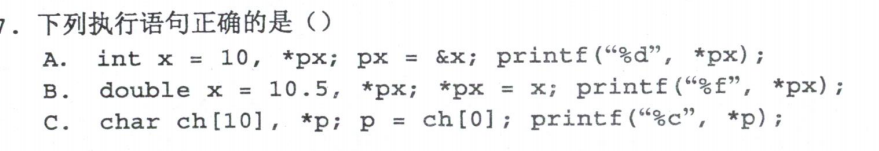 7. 下列执行语句正确的是（）
A. int x = 10, *px; px = &x; printf(“%d”, *px);
B. double x = 10.5, *px; *px = x; printf(“%f”, *px);
C. char ch[10], *p; p = ch[0]; printf(“%c”, *p);